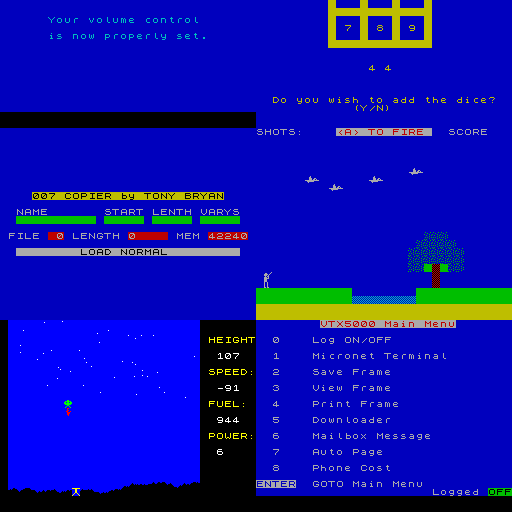 Your volume control
is now properly set.
7 8 9
4 4
Do you wish to add the dice?
(Y/N)
SHOTS: <A> TO FIRE SCORE
007 COPIER by TONY BRYAN
NAME START LENTH VARYS
FILE 0 LENGTH 0 MEM 42240
LOAD NORMAL
HEIGHT
107
SPEED:
-91
FUEL:
944
POWER:
6
VTX5000 Main Menu
0 Log ON/OFF
1 Micronet Terminal
2 Save Frame
3 View Frame
4 Print Frame
5 Downloader
6 Mailbox Message
7 Auto Page
8 Phone Cost
ENTER GOTO Main Menu
Logged OFF